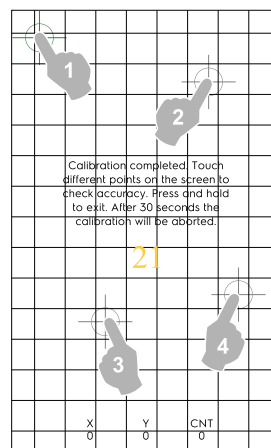 1
2
Calibration completed. Touch
different points on the screen to
check accuracy. Press and hold
to exit. After 30 seconds the
calibration will be aborted.
21
3
4
X Y CNT
0 0 0